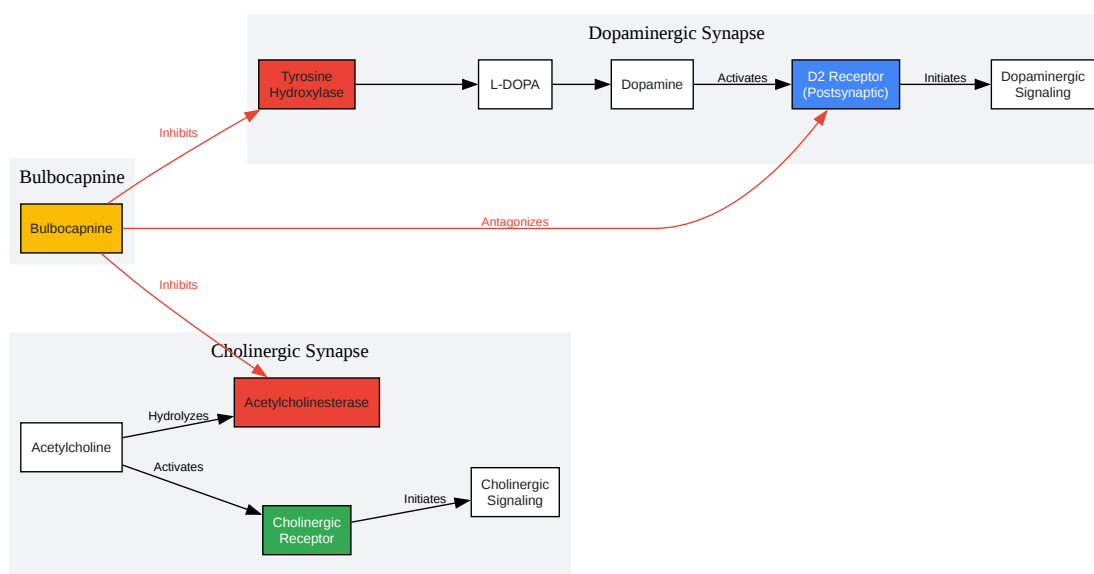 Dopaminergic Synapse
Tyrosine
Hydroxylase
L-DOPA
Dopamine
Activates
D2 Receptor
(Postsynaptic)
Initiates
Dopaminergic
Signaling
Inhibits
Bulbocapnine
Bulbocapnine
Antagonizes
Inhibits
Cholinergic Synapse
Acetylcholinesterase
Hydrolyzes
Acetylcholine
Activates
Cholinergic
Receptor
Initiates
Cholinergic
Signaling